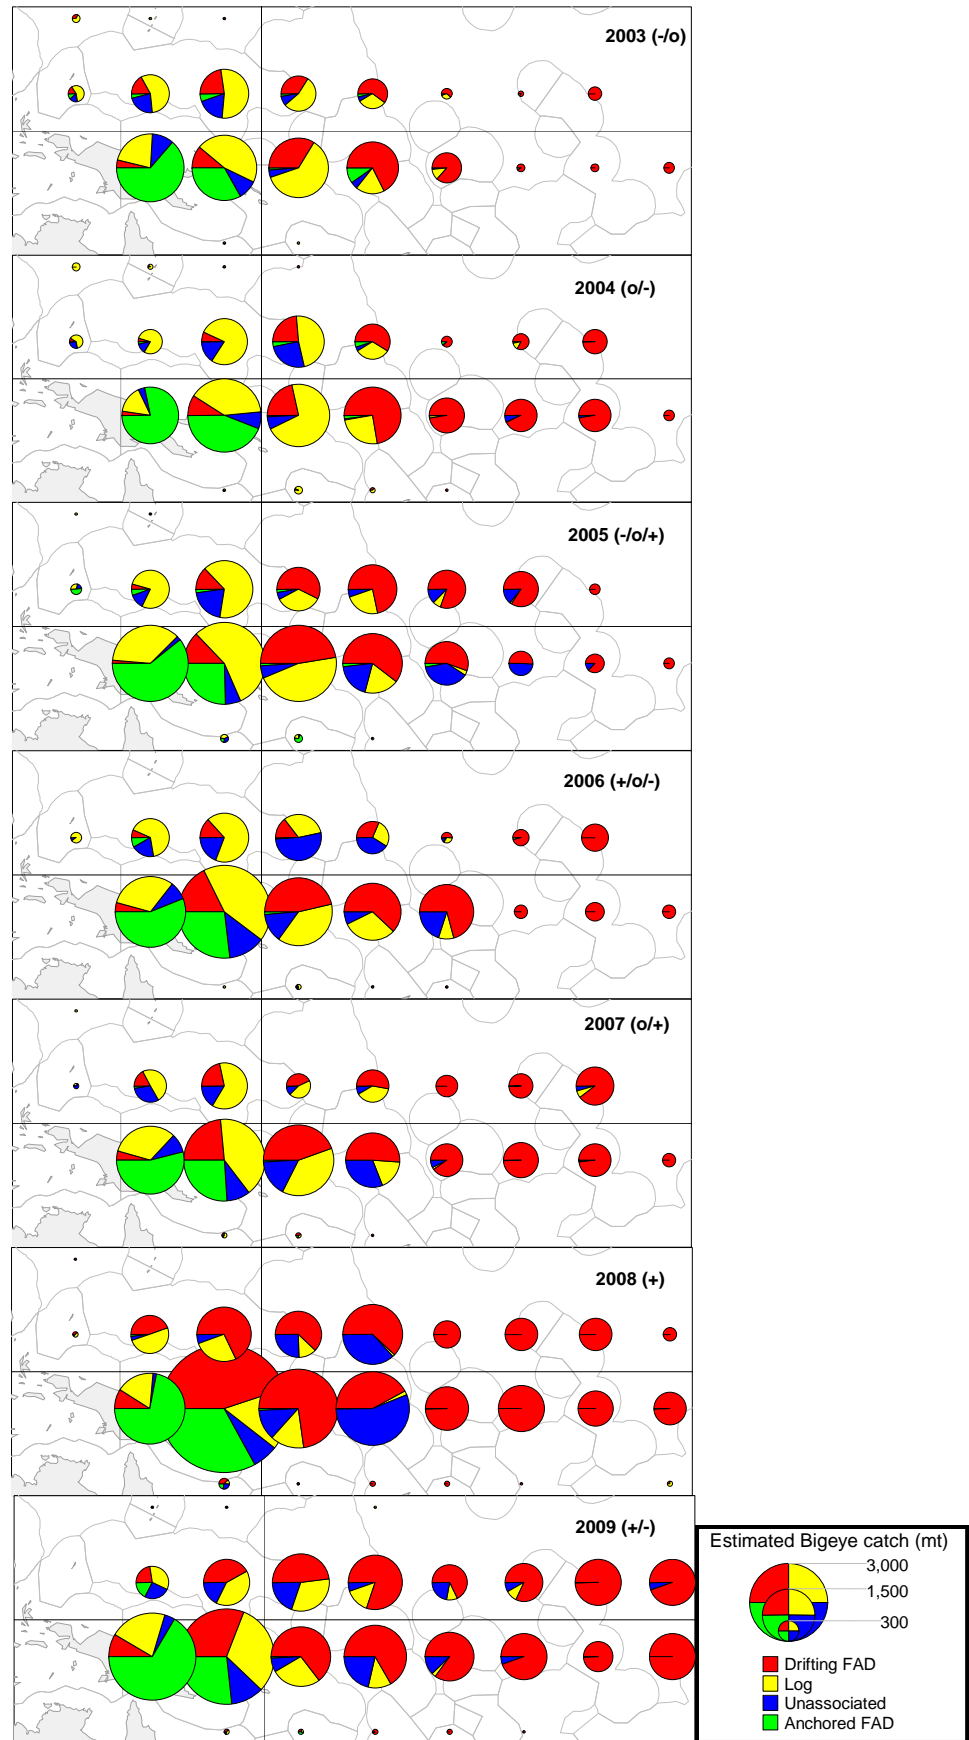 2003 (-/o)
2004 (o/-)
2005 (-/o/+)
2006 (+/o/-)
2007 (o/+)
2008 (+)
2009 (+/-)
Estimated Bigeye catch (mt)
3,000
1,500
300
Drifting FAD
Log
Unassociated
Anchored FAD